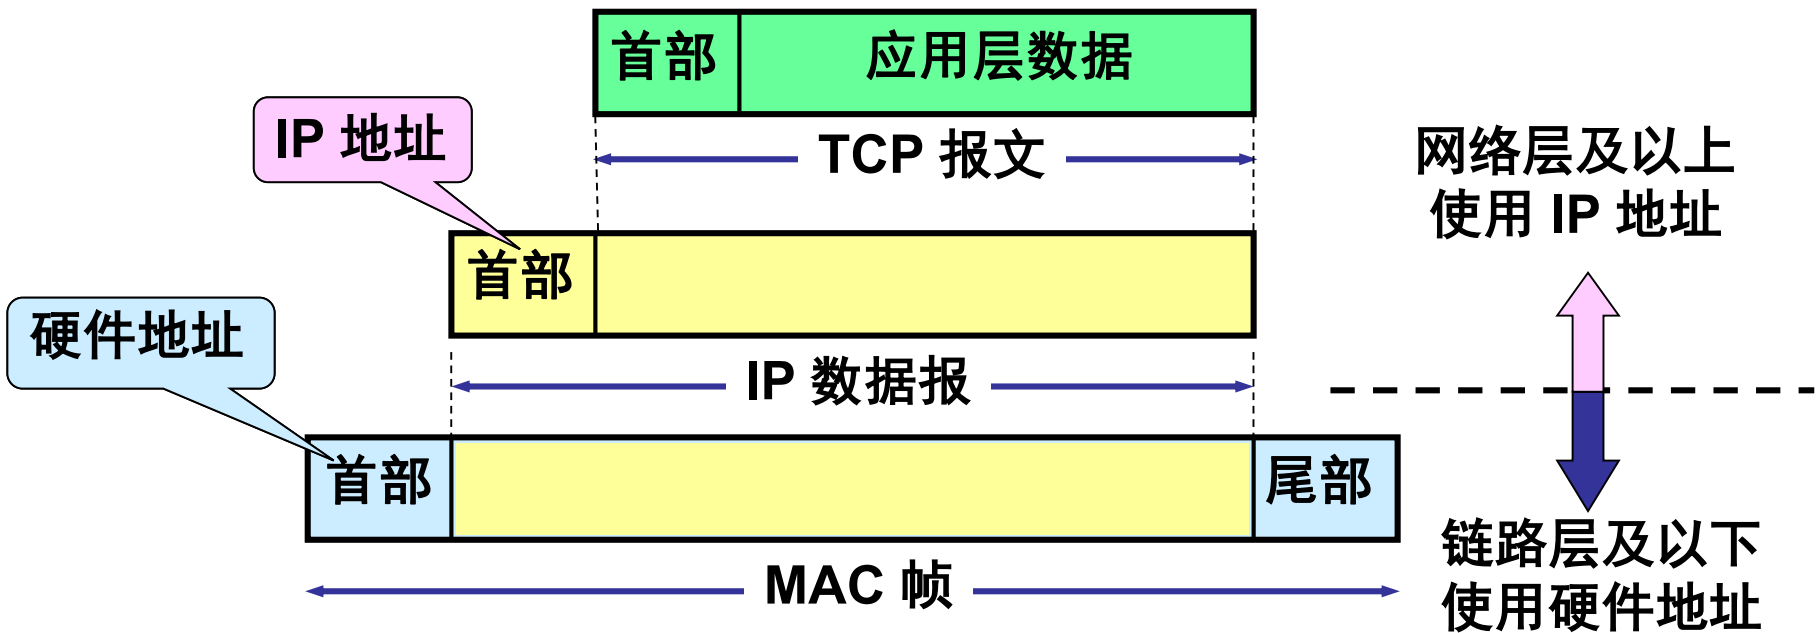 首部 应用层数据
IP 地址
TCP 报文
网络层及以上
使用 IP 地址
首部
硬件地址
IP 数据报
首部 尾部
链路层及以下
使用硬件地址
MAC 帧